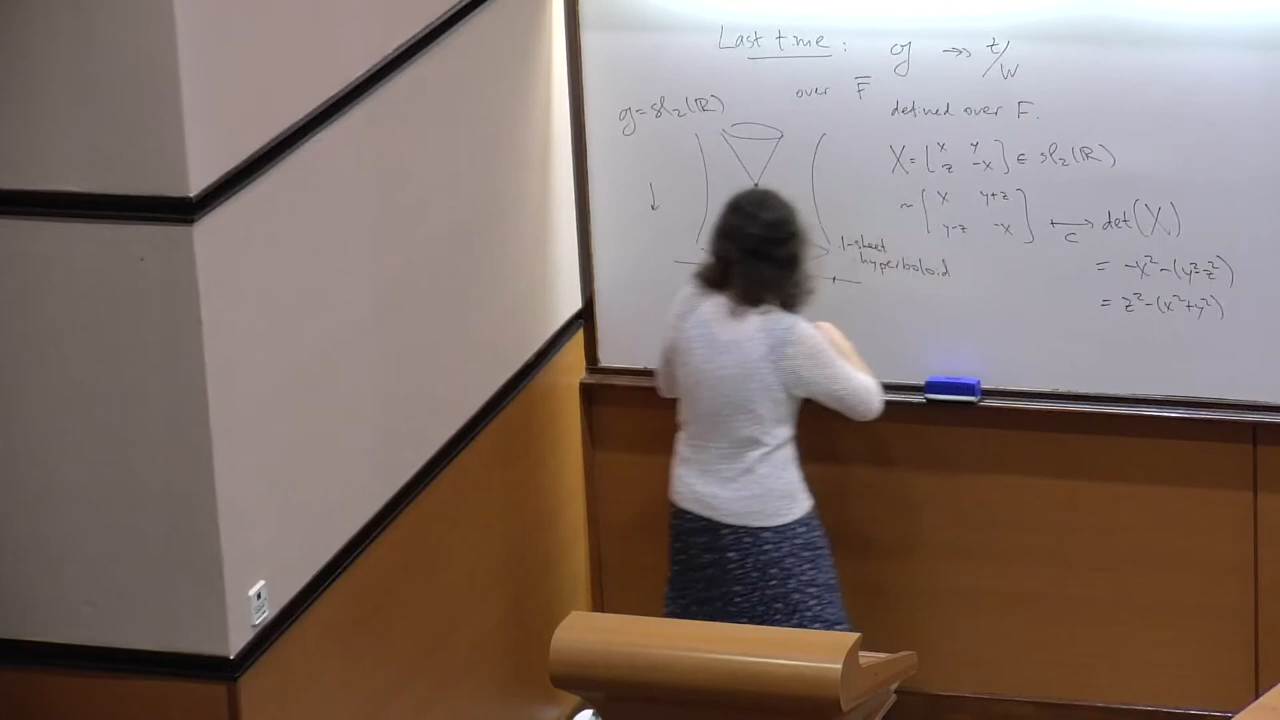 Last time: 𝔤 ↠ t/W
over F̄ defined over F.
𝔤 = sl₂(ℝ)
X = [x y; z -x] ∈ sl₂(ℝ)
~ [x y+z; y-z -x] ⟷ det(X)
C
= -x² - (y²-z²)
= z² - (x²+y²)
1-sheet
hyperboloid